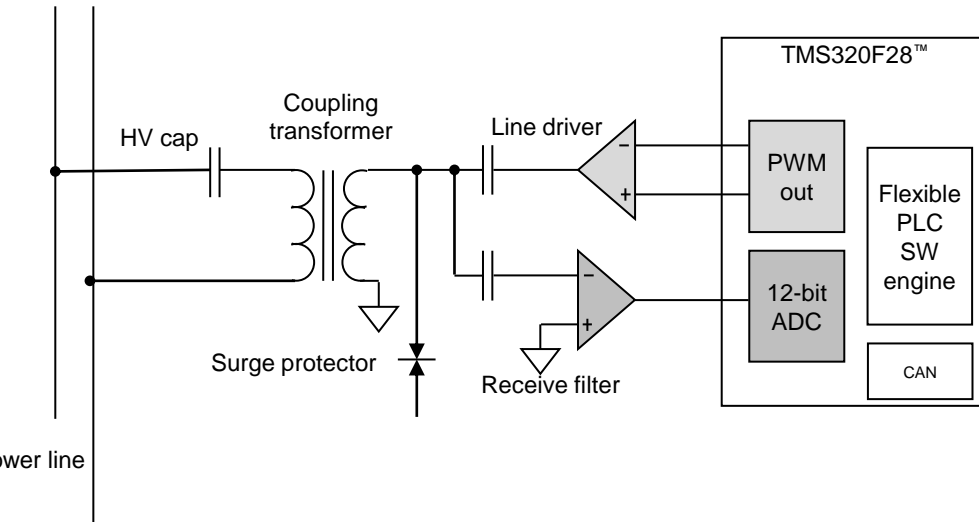 TMS320F28™
Coupling
transformer
HV cap
Line driver
−
+
PWM
out
Flexible
PLC
SW
engine
−
+
12-bit
ADC
Surge protector
Receive filter
CAN
ower line